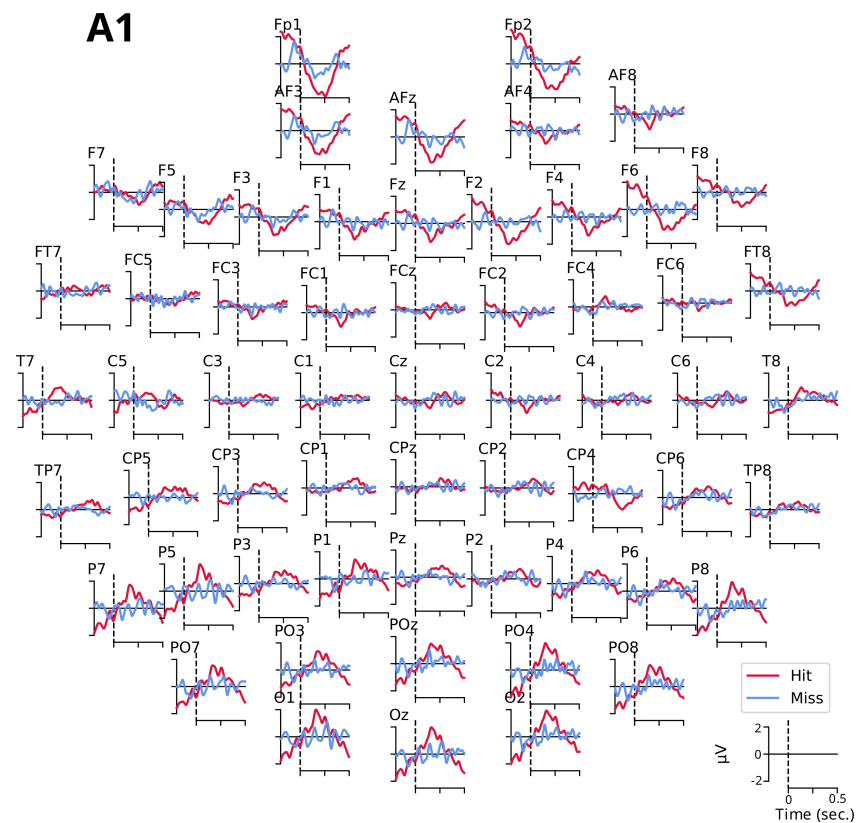 A1
Fp1 Fp2
AF3 AFz AF4 AF8
F7 F5 F3 F1 Fz F2 F4 F6 F8
FT7 FC5 FC3 FC1 FCz FC2 FC4 FC6 FT8
T7 C5 C3 C1 Cz C2 C4 C6 T8
TP7 CP5 CP3 CP1 CPz CP2 CP4 CP6 TP8
P7 P5 P3 P1 Pz P2 P4 P6 P8
PO7 PO3 POz PO4 PO8
O1 Oz O2
Hit
Miss
2
0
-2
μV
0 0.5
Time (sec.)